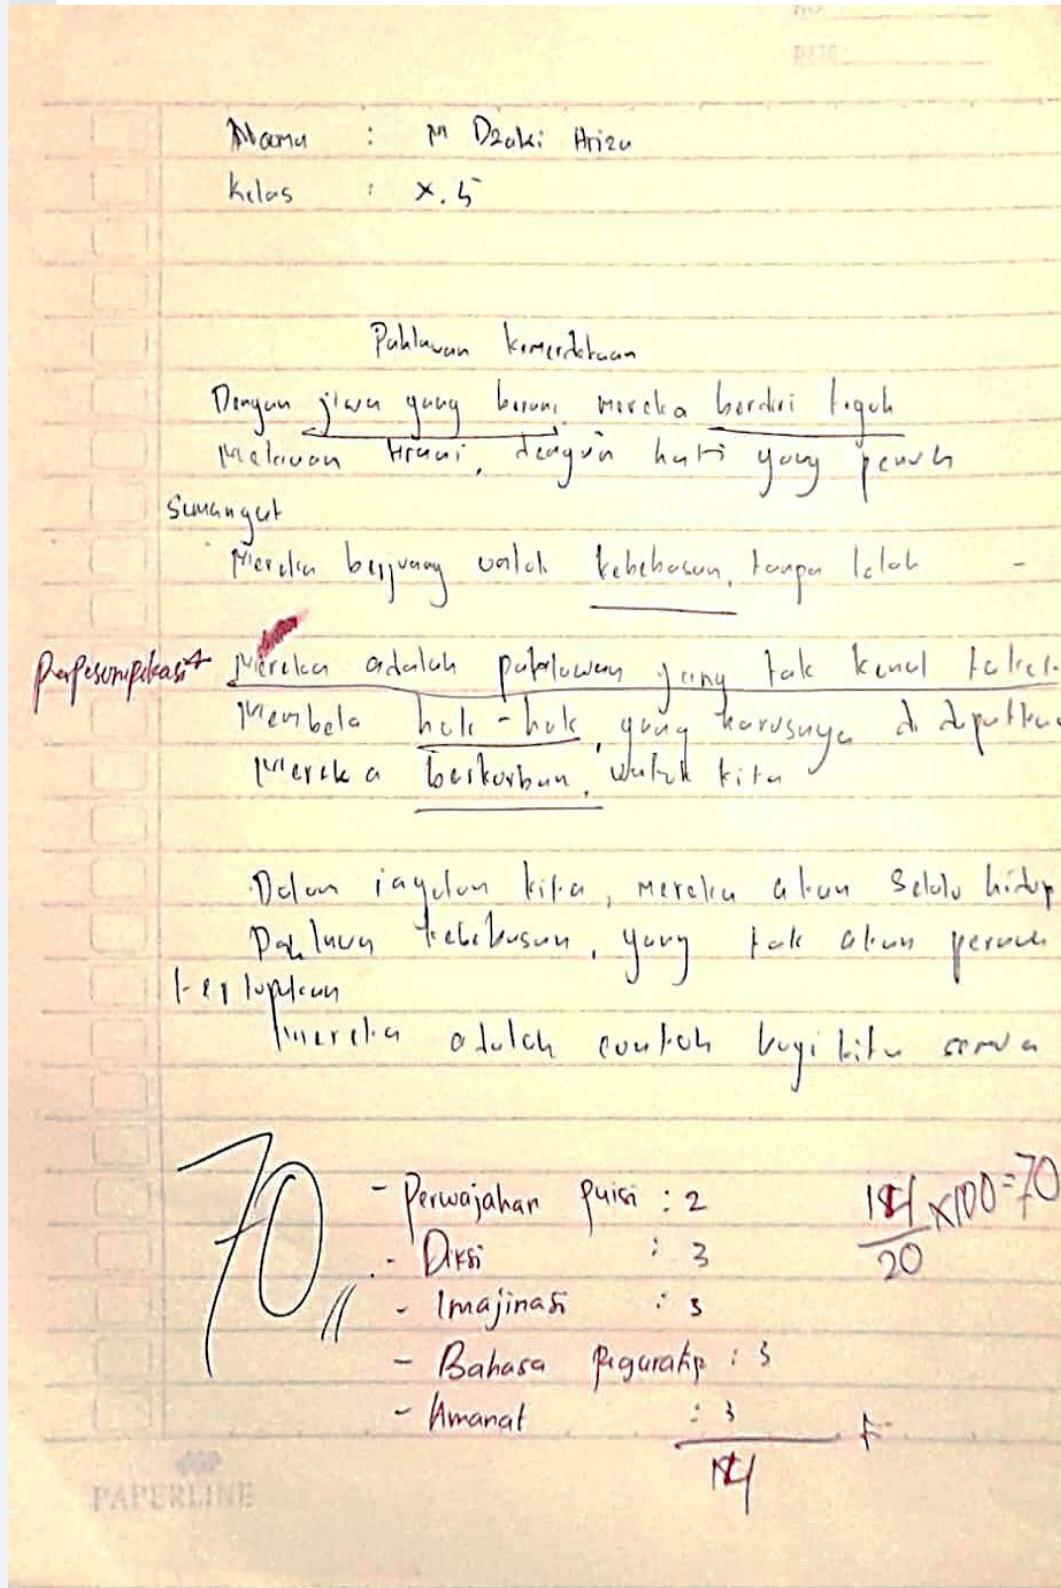 NO
DATE
Nama : M Dzaki Ariza
Kelas : X.5
Pahlawan kemerdekaan
Dengan jiwa yang berani, mereka berdiri teguh
Melawan tirani, dengan hati yang penuh
semangat
Mereka berjuang untuk kebebasan, tanpa lelah
Mereka adalah pahlawan yang tak kenal
Membela hak-hak, yang harusnya di
Mereka berkorban, untuk kita
Dalam ingatan kita, mereka akan selalu hidup
Pahlawn kebebasan, yang tak akan pernah
terlupakan
mereka adalah contoh bagi kita semua
70
- Perwajahan puisi : 2
14/20 x100=70
- Diksi : 3
- Imajinasi : 3
- Bahasa piguratip : 3
- Amanat : 3
+
14
PAPERLINE